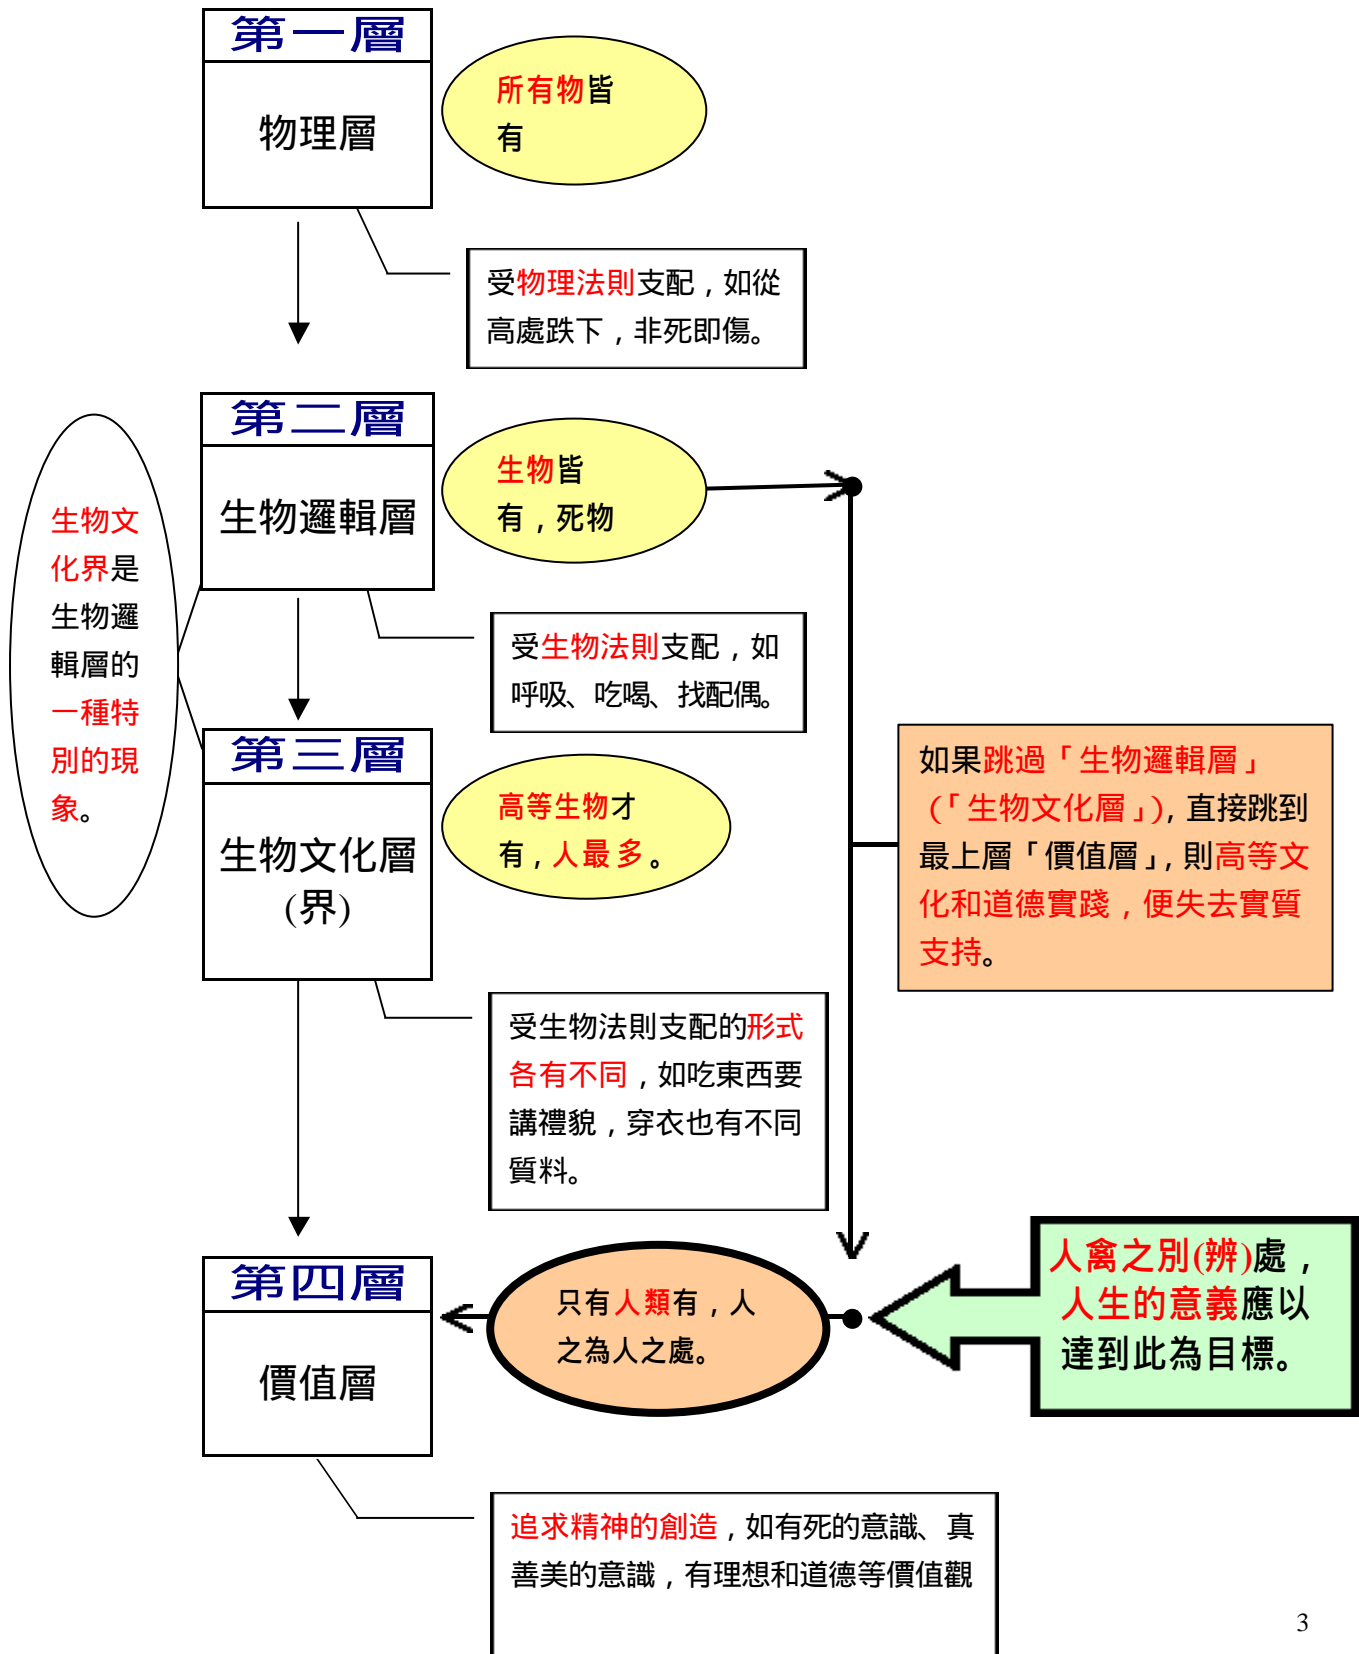 第一層
物理層
所有物皆
有
受物理法則支配，如從
高處跌下，非死即傷。
第二層
生物邏輯層
生物皆
有，死物
生物文
化界是
生物邏
輯層的
一種特
別的現
象。
受生物法則支配，如
呼吸、吃喝、找配偶。
第三層
生物文化層
(界)
高等生物才
有，人最多。
如果跳過「生物邏輯層」
(「生物文化層」)，直接跳到
最上層「價值層」，則高等文
化和道德實踐，便失去實質
支持。
受生物法則支配的形式
各有不同，如吃東西要
講禮貌，穿衣也有不同
質料。
第四層
價值層
只有人類有，人
之為人之處。
人禽之別(辨)處，
人生的意義應以
達到此為目標。
追求精神的創造，如有死的意識、真
善美的意識，有理想和道德等價值觀
3